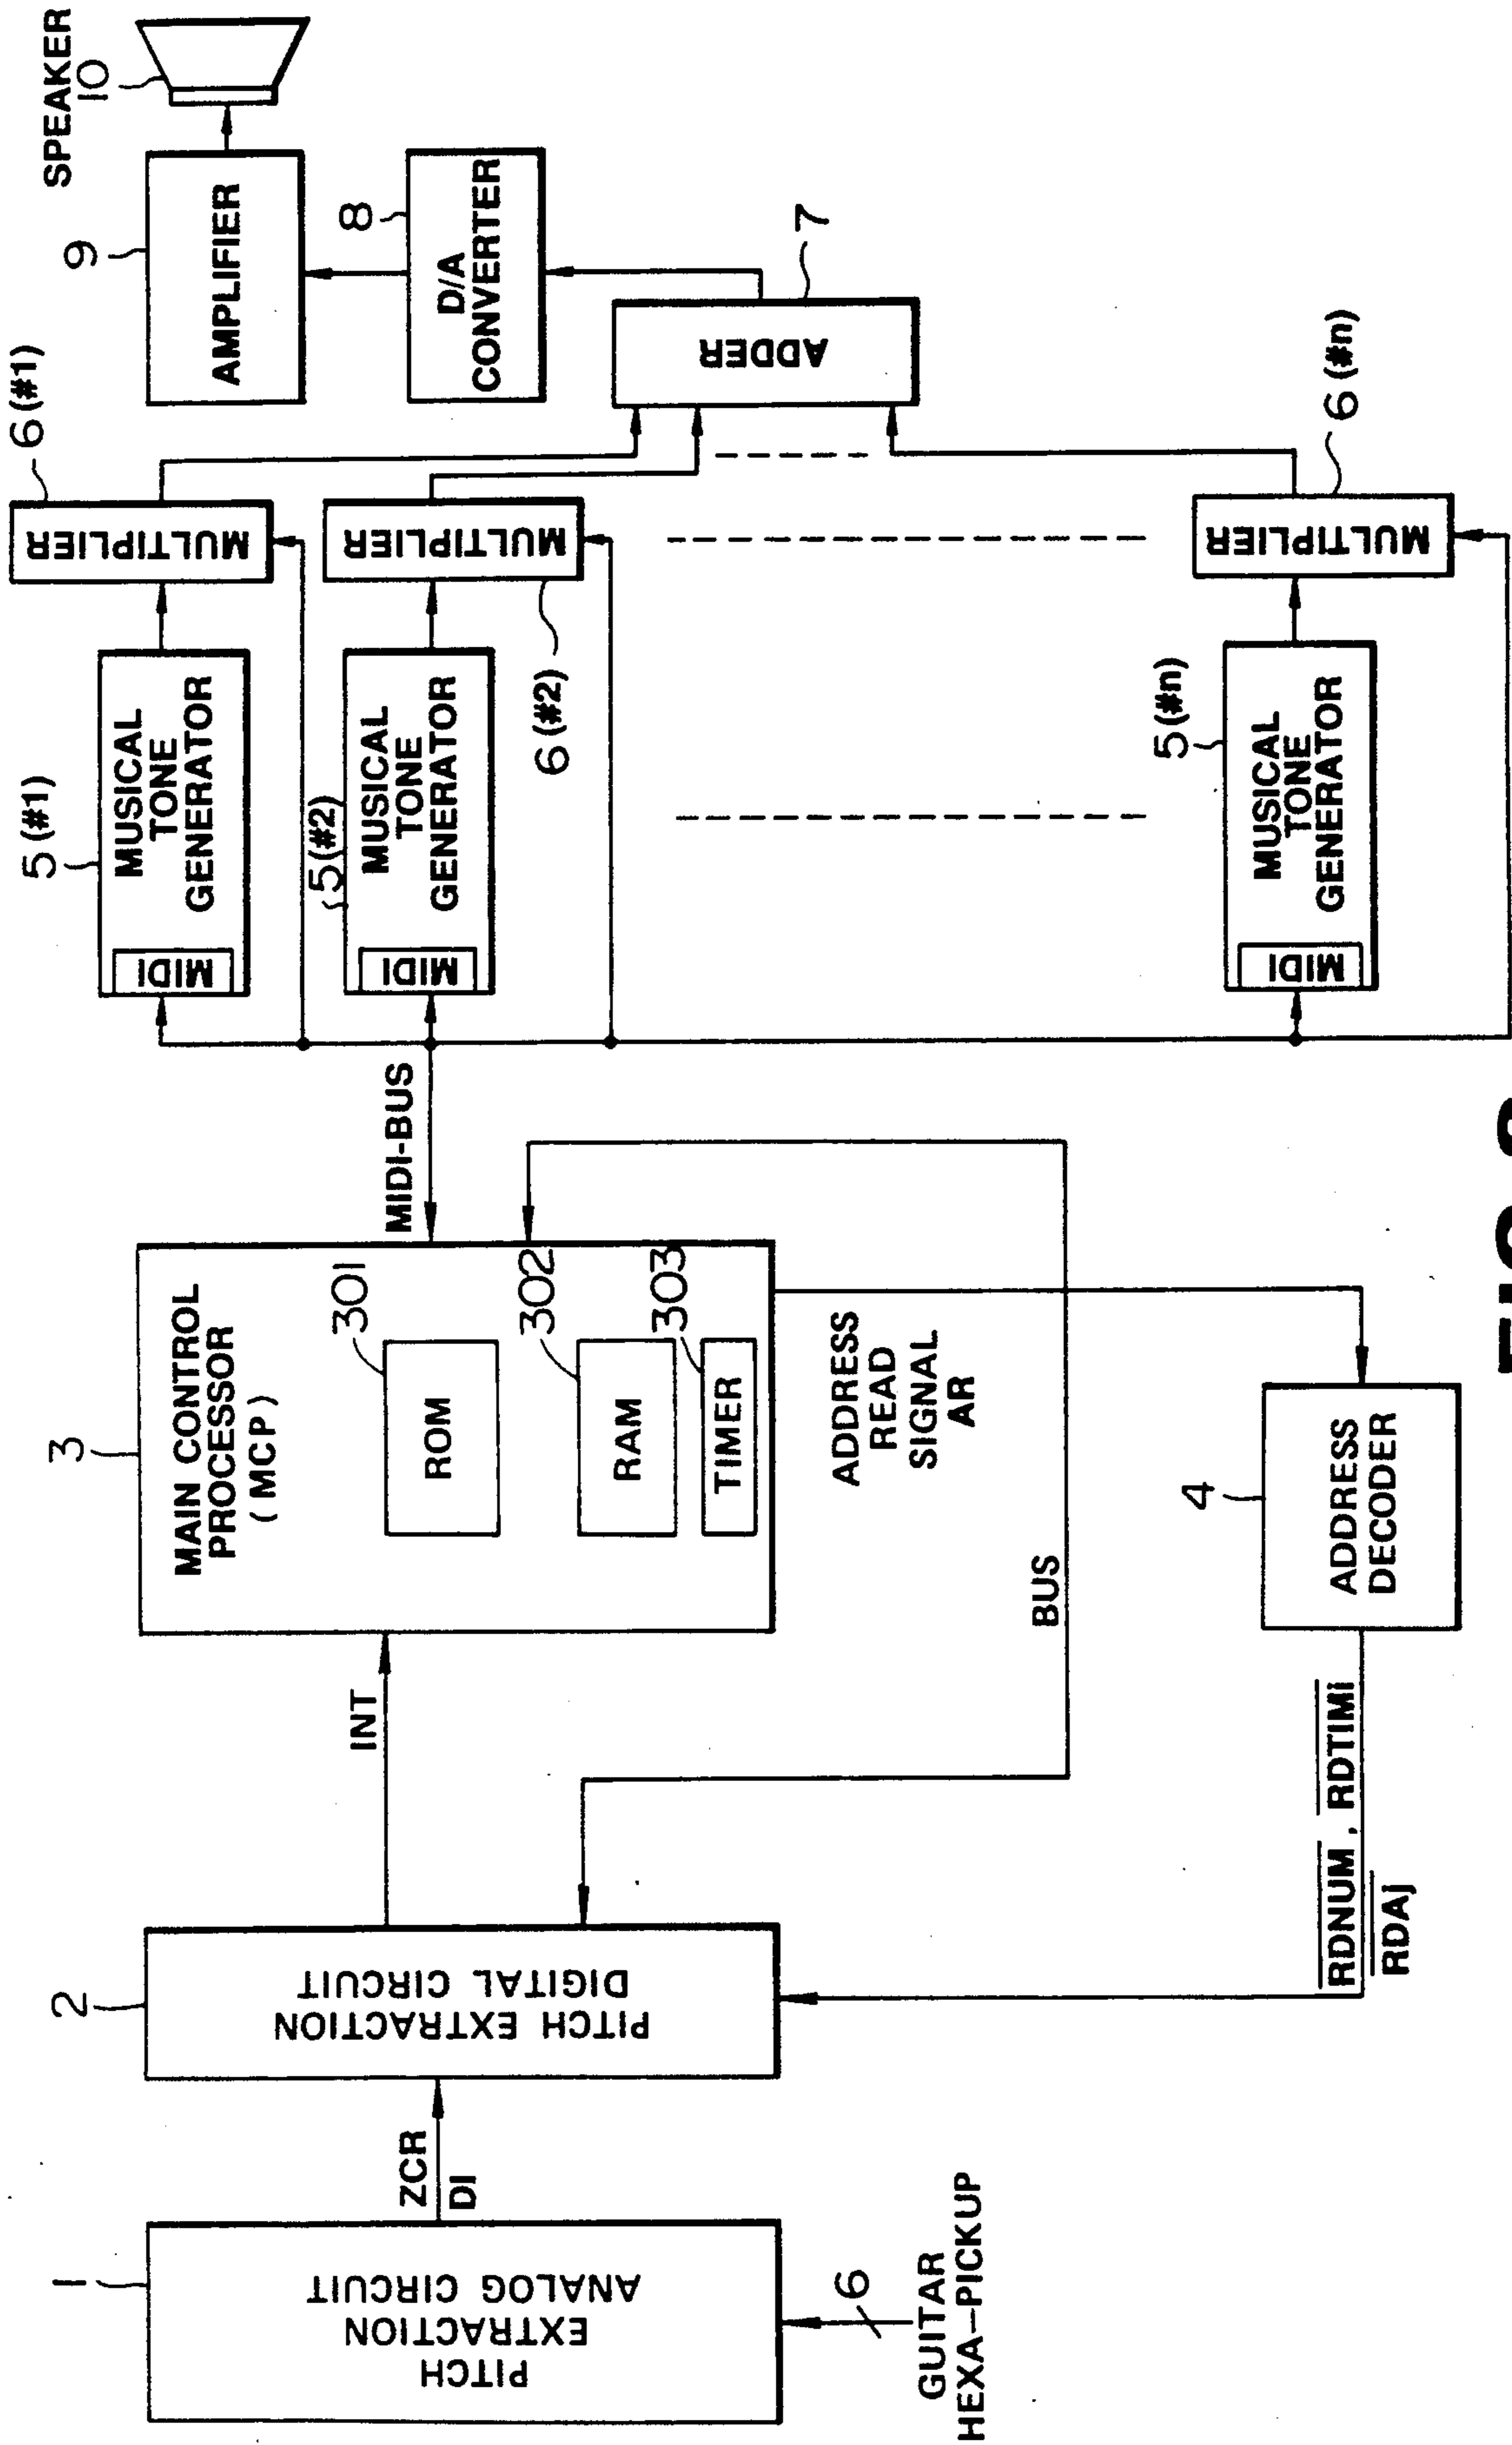 1
PITCH
EXTRACTION
ANALOG CIRCUIT
6
GUITAR
HEXA-PICKUP
ZCR
DI
2
PITCH EXTRACTION
DIGITAL CIRCUIT
INT
3
MAIN CONTROL
PROCESSOR
(MCP)
301
ROM
302
RAM
303
TIMER
ADDRESS
READ
SIGNAL
AR
BUS
4
ADDRESS
DECODER
RDNUM, RDTIMi
RDAj
MIDI-BUS
5 (#1)
MUSICAL
TONE
GENERATOR
MIDI
6 (#1)
MULTIPLIER
5 (#2)
MUSICAL
TONE
GENERATOR
MIDI
6 (#2)
MULTIPLIER
5 (#n)
MUSICAL
TONE
GENERATOR
MIDI
6 (#n)
MULTIPLIER
7
ADDER
8
D/A
CONVERTER
9
AMPLIFIER
SPEAKER
10